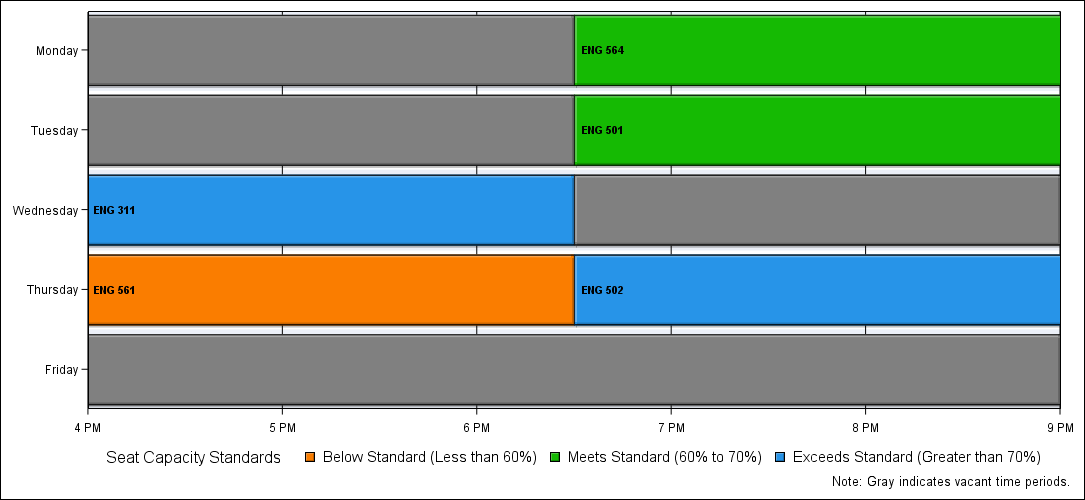 Monday
ENG 564
Tuesday
ENG 501
Wednesday
ENG 311
Thursday
ENG 561
ENG 502
Friday
4 PM
5 PM
6 PM
7 PM
8 PM
9 PM
Seat Capacity Standards
Below Standard (Less than 60%)
Meets Standard (60% to 70%)
Exceeds Standard (Greater than 70%)
Note: Gray indicates vacant time periods.